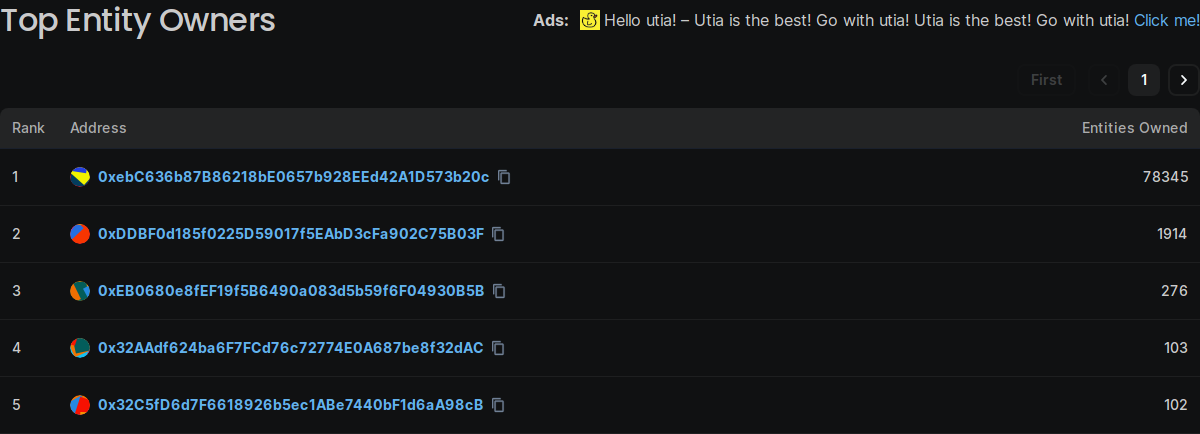 Top Entity Owners
Ads: Hello utia! – Utia is the best! Go with utia! Utia is the best! Go with utia! Click me!
First 1
Rank Address Entities Owned
1 0xebC636b87B86218bE0657b928EEd42A1D573b20c 78345
2 0xDDBF0d185f0225D59017f5EAbD3cFa902C75B03F 1914
3 0xEB0680e8fEF19f5B6490a083d5b59f6F04930B5B 276
4 0x32AAdf624ba6F7FCd76c72774E0A687be8f32dAC 103
5 0x32C5fD6d7F6618926b5ec1ABe7440bF1d6aA98cB 102